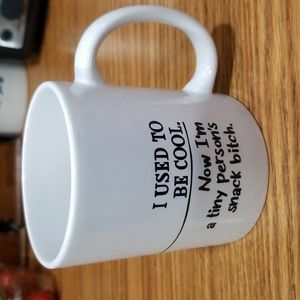 I USED TO
BE COOL.
Now I'm
a tiny person's
snack bitch.